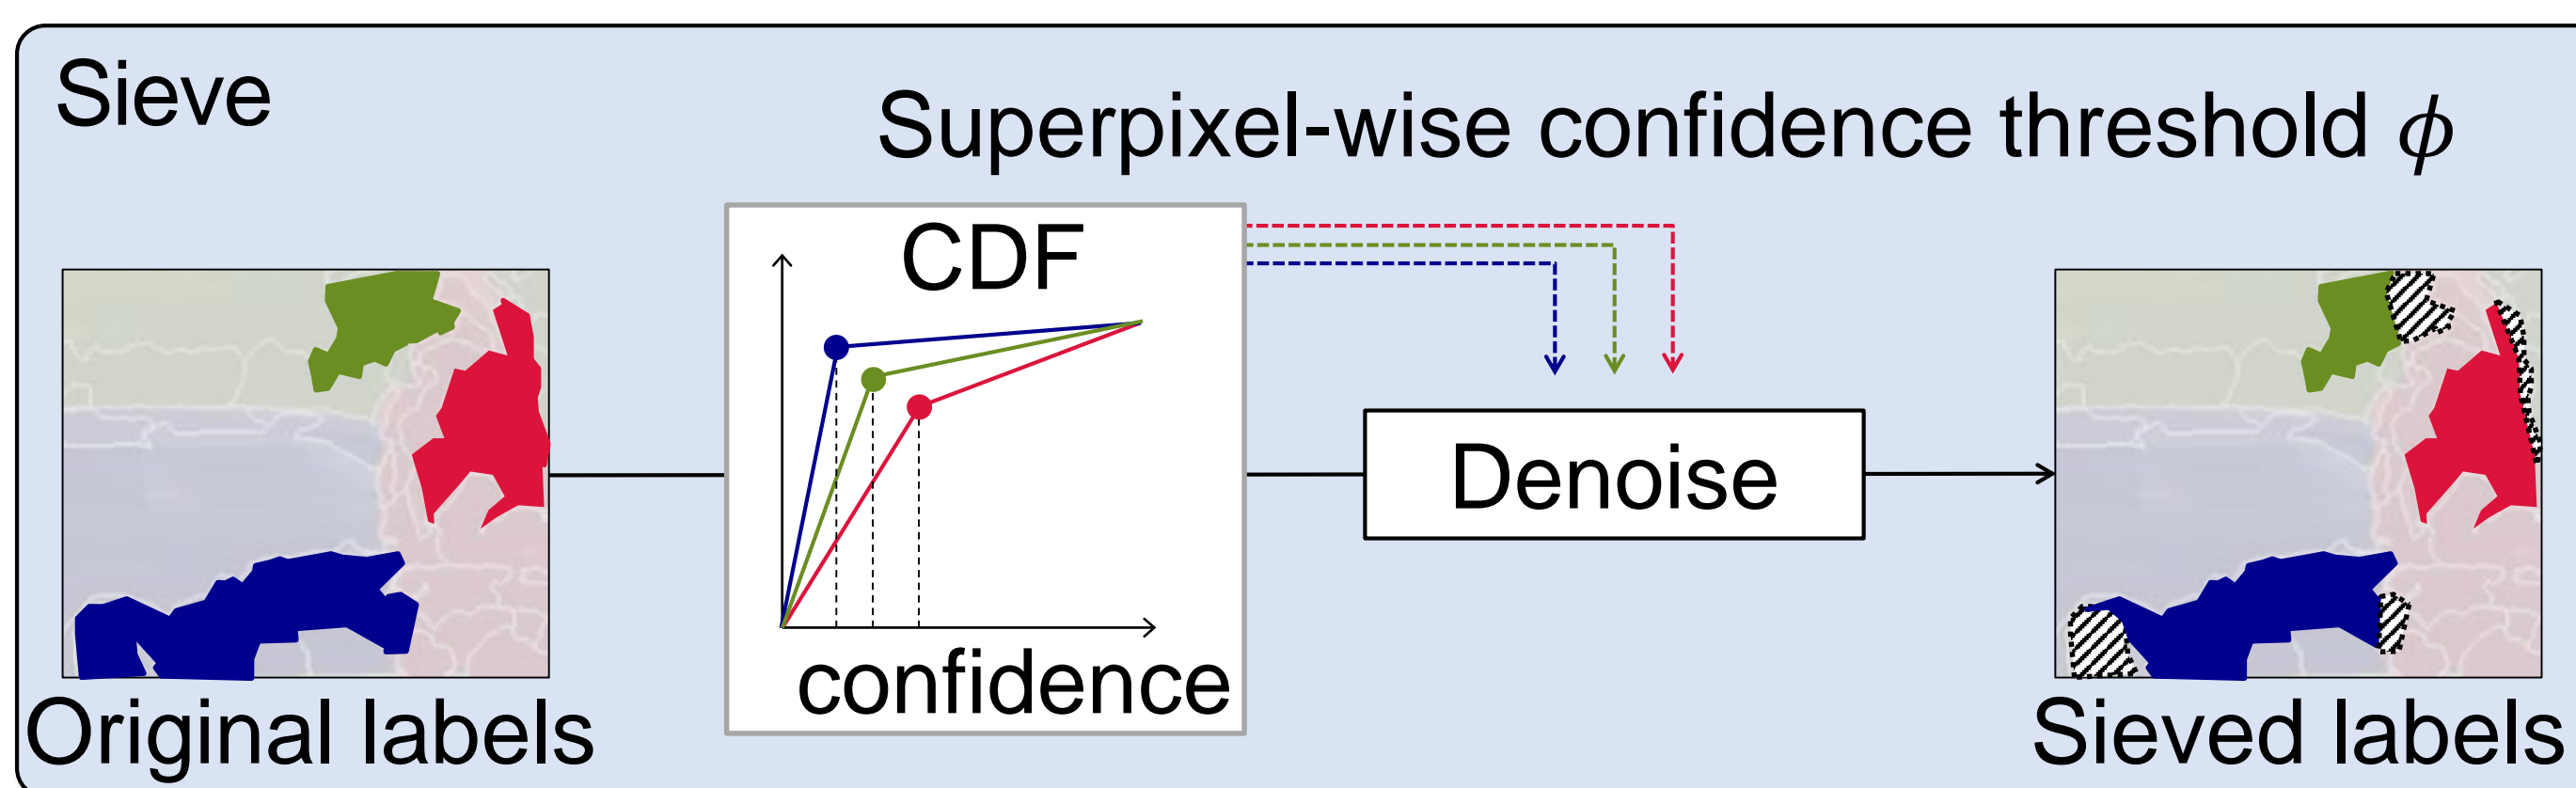 Sieve
Superpixel-wise confidence threshold ϕ
CDF
confidence
Denoise
Original labels
Sieved labels